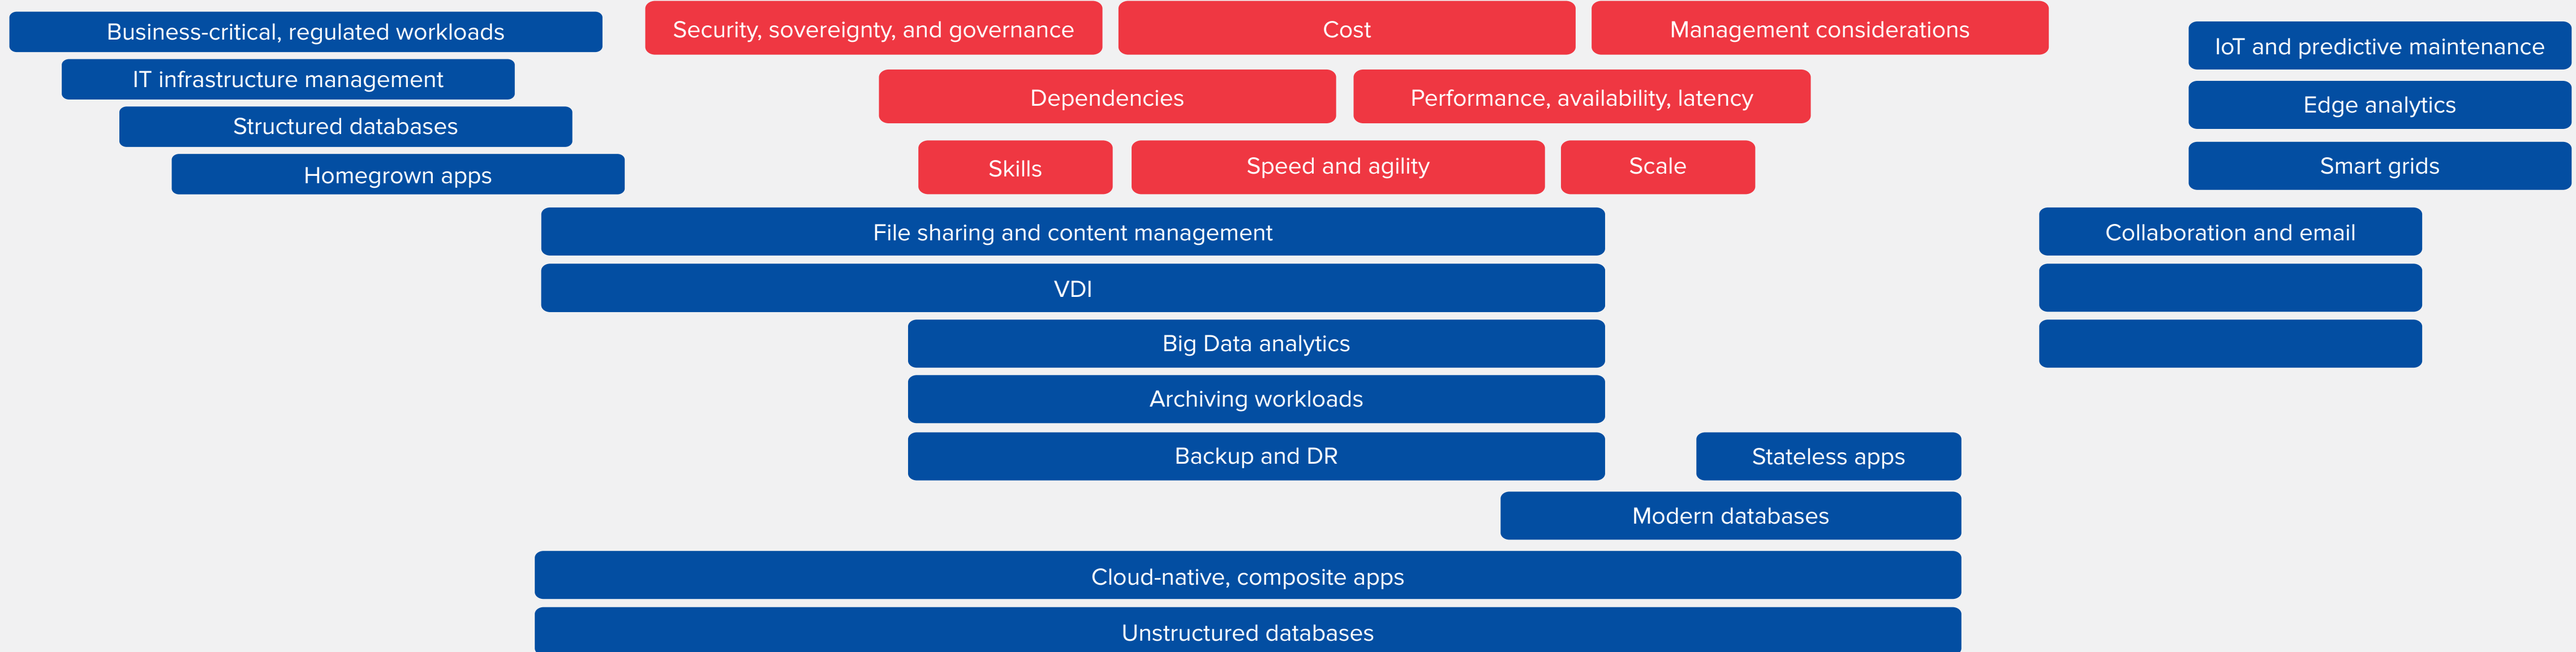 Business-critical, regulated workloads
IT infrastructure management
Structured databases
Homegrown apps
Security, sovereignty, and governance
Cost
Management considerations
Dependencies
Performance, availability, latency
Skills
Speed and agility
Scale
IoT and predictive maintenance
Edge analytics
Smart grids
File sharing and content management
VDI
Big Data analytics
Archiving workloads
Backup and DR
Collaboration and email
Stateless apps
Modern databases
Cloud-native, composite apps
Unstructured databases